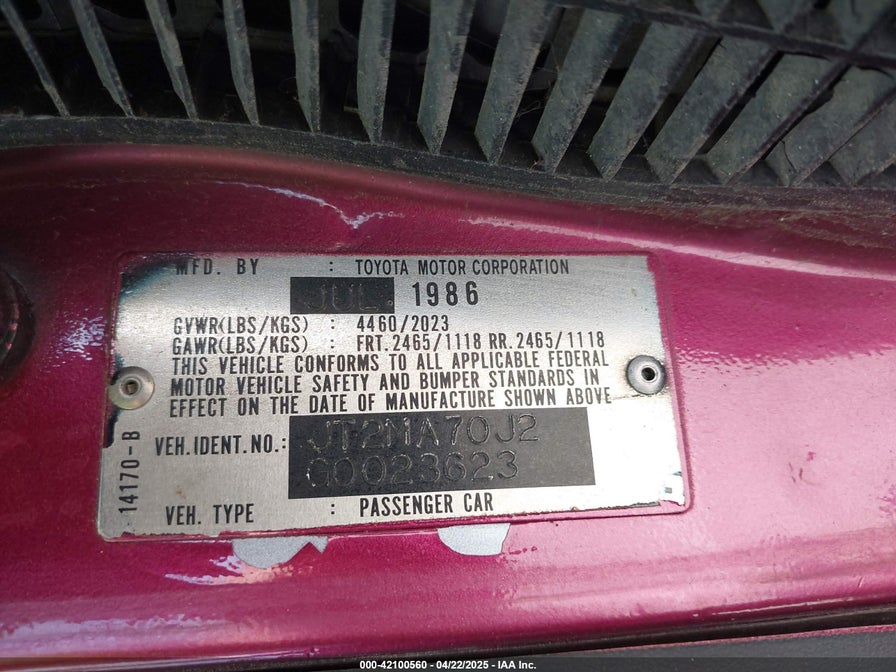 MFD. BY : TOYOTA MOTOR CORPORATION
JUL 1986
GVWR(LBS/KGS) : 4460/2023
GAWR(LBS/KGS) : FRT. 2465/1118 RR. 2465/1118
THIS VEHICLE CONFORMS TO ALL APPLICABLE FEDERAL
MOTOR VEHICLE SAFETY AND BUMPER STANDARDS IN
EFFECT ON THE DATE OF MANUFACTURE SHOWN ABOVE
VEH. IDENT. NO.: JT2MA70J2
G0023623
VEH. TYPE : PASSENGER CAR
14170-B
000-42100560 - 04/22/2025 - IAA Inc.